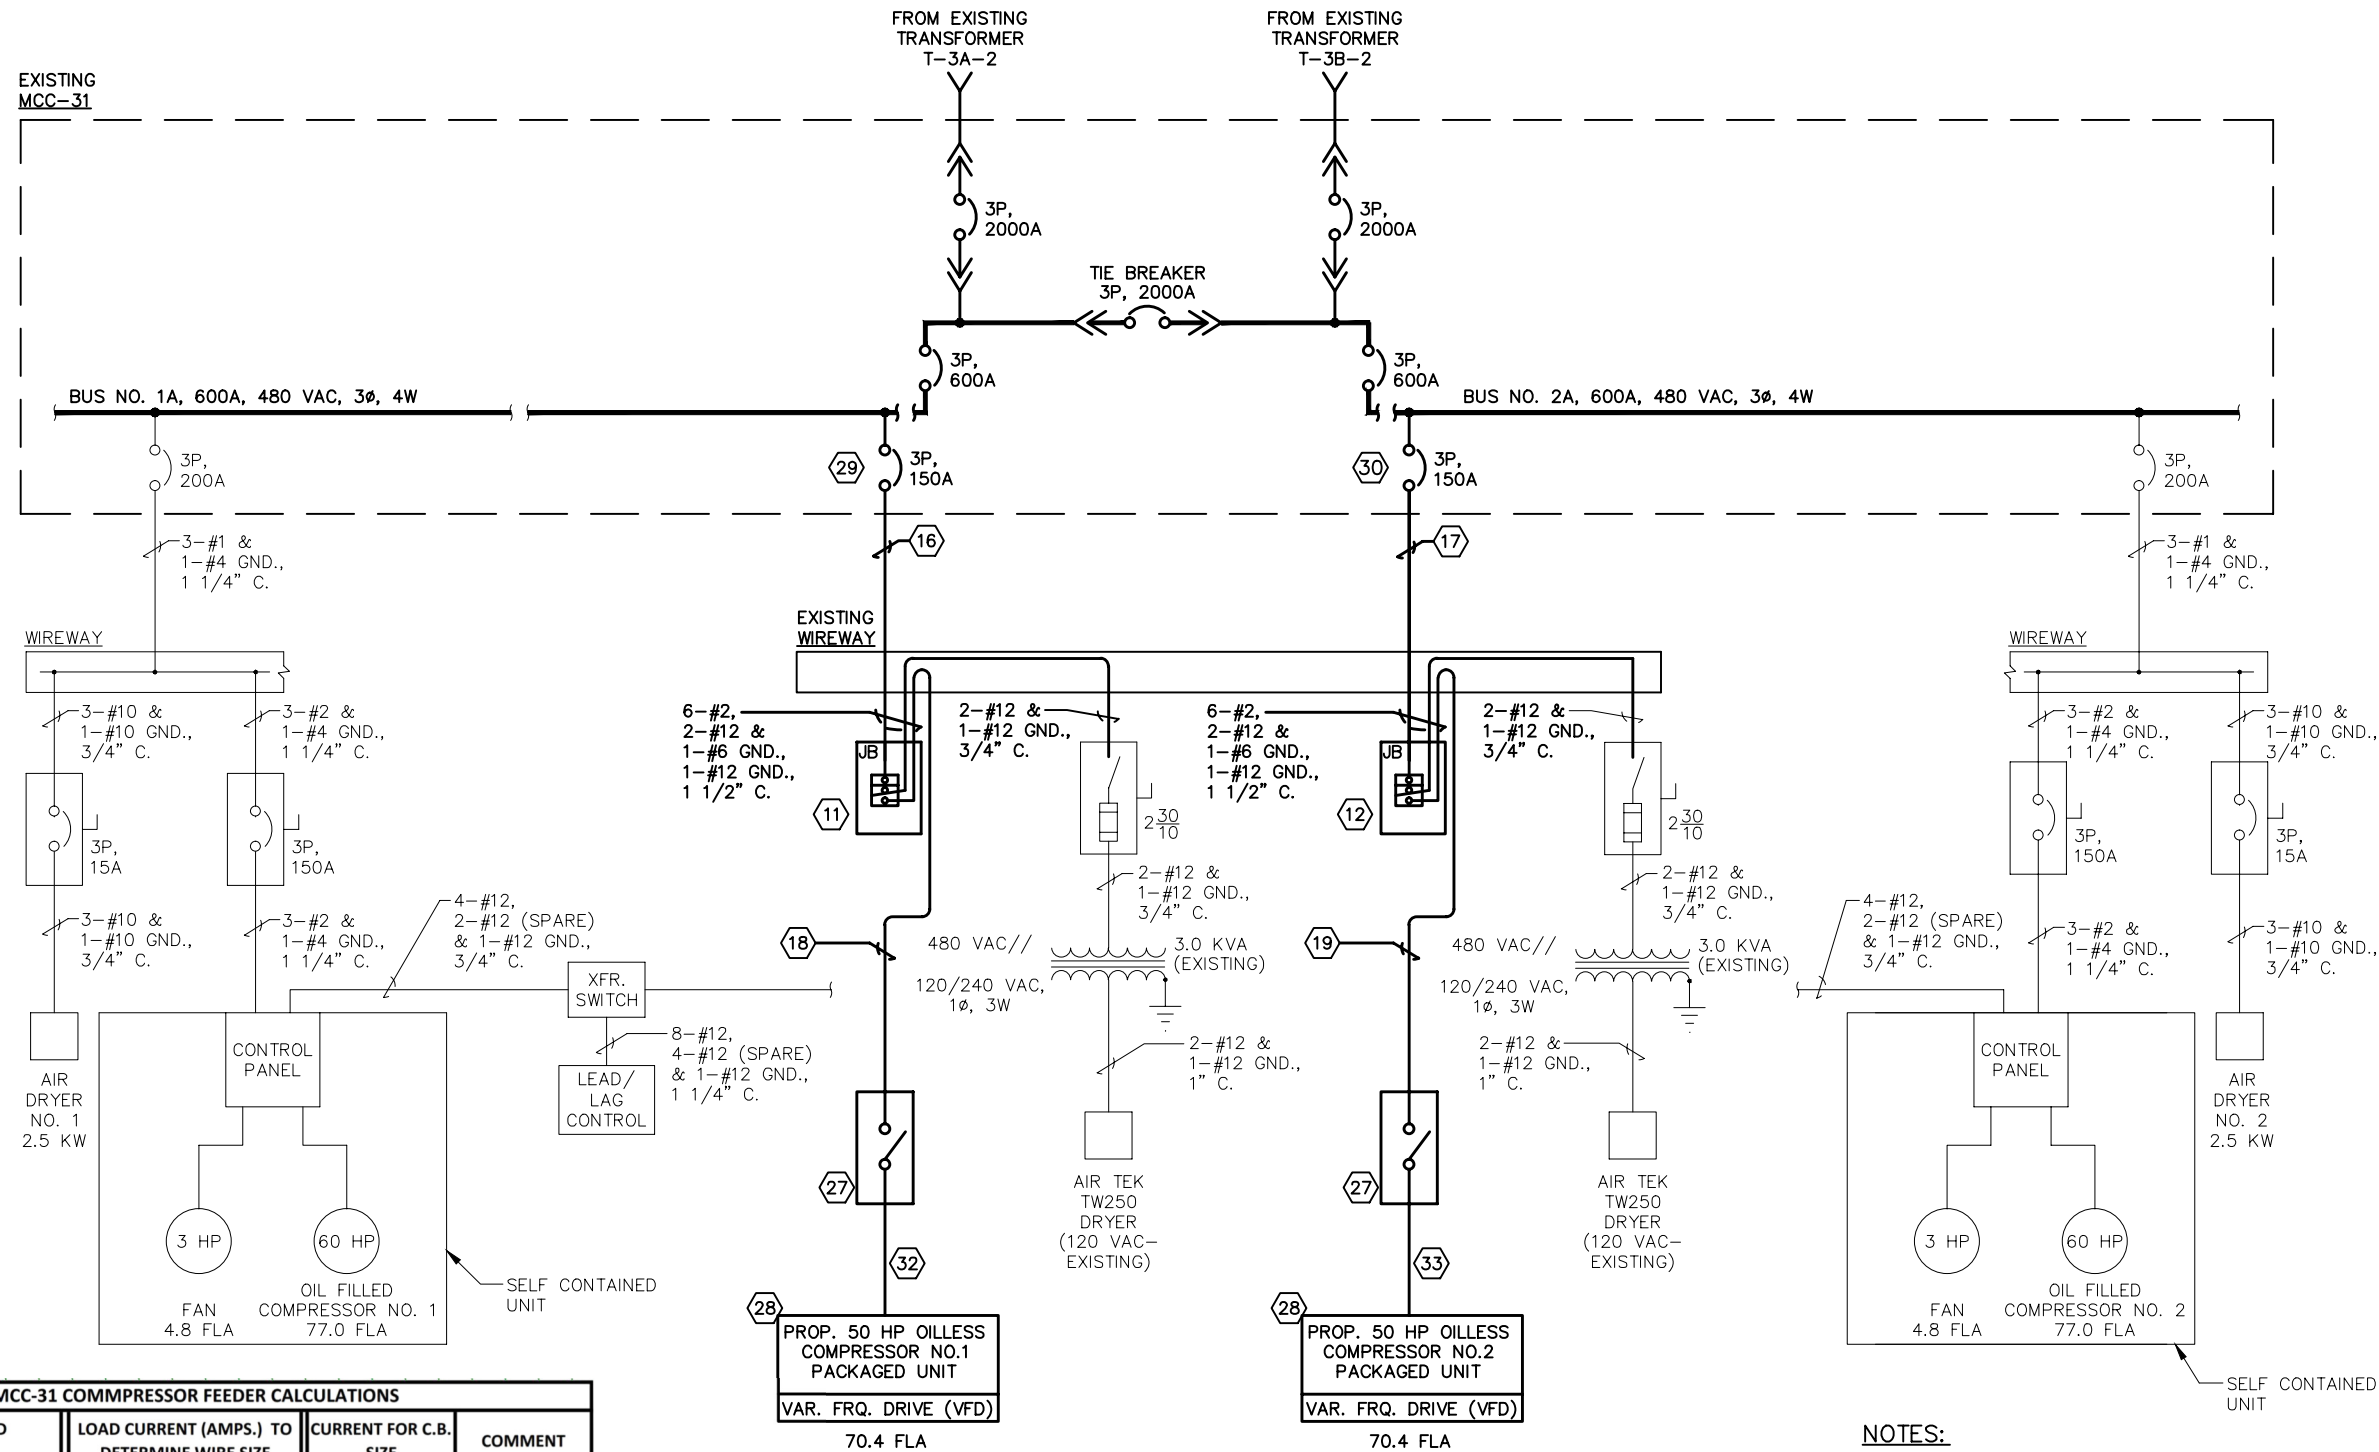 FROM EXISTING
TRANSFORMER
T-3A-2
FROM EXISTING
TRANSFORMER
T-3B-2
EXISTING
MCC-31
3P,
2000A
3P,
2000A
TIE BREAKER
3P, 2000A
3P,
600A
3P,
600A
BUS NO. 1A, 600A, 480 VAC, 3ø, 4W
BUS NO. 2A, 600A, 480 VAC, 3ø, 4W
3P,
200A
29
3P,
150A
30
3P,
150A
3P,
200A
3-#1 &
1-#4 GND.,
1 1/4" C.
16
17
3-#1 &
1-#4 GND.,
1 1/4" C.
WIREWAY
EXISTING
WIREWAY
WIREWAY
3-#10 &
1-#10 GND.,
3/4" C.
3-#2 &
1-#4 GND.,
1 1/4" C.
6-#2,
2-#12 &
1-#6 GND.,
1-#12 GND.,
1 1/2" C.
2-#12 &
1-#12 GND.,
3/4" C.
6-#2,
2-#12 &
1-#6 GND.,
1-#12 GND.,
1 1/2" C.
2-#12 &
1-#12 GND.,
3/4" C.
3-#2 &
1-#4 GND.,
1 1/4" C.
3-#10 &
1-#10 GND.,
3/4" C.
JB
JB
11
12
2 30/10
2 30/10
3P,
15A
3P,
150A
3P,
150A
3P,
15A
3-#10 &
1-#10 GND.,
3/4" C.
3-#2 &
1-#4 GND.,
1 1/4" C.
4-#12,
2-#12 (SPARE)
& 1-#12 GND.,
3/4" C.
2-#12 &
1-#12 GND.,
3/4" C.
2-#12 &
1-#12 GND.,
3/4" C.
4-#12,
2-#12 (SPARE)
& 1-#12 GND.,
3/4" C.
3-#2 &
1-#4 GND.,
1 1/4" C.
3-#10 &
1-#10 GND.,
3/4" C.
18
19
480 VAC//
120/240 VAC,
1ø, 3W
3.0 KVA
(EXISTING)
480 VAC//
120/240 VAC,
1ø, 3W
3.0 KVA
(EXISTING)
XFR.
SWITCH
8-#12,
4-#12 (SPARE)
& 1-#12 GND.,
1 1/4" C.
LEAD/
LAG
CONTROL
CONTROL
PANEL
2-#12 &
1-#12 GND.,
1" C.
2-#12 &
1-#12 GND.,
1" C.
CONTROL
PANEL
AIR
DRYER
NO. 1
2.5 KW
AIR
DRYER
NO. 2
2.5 KW
27
27
AIR TEK
TW250
DRYER
(120 VAC-
EXISTING)
AIR TEK
TW250
DRYER
(120 VAC-
EXISTING)
3 HP
60 HP
3 HP
60 HP
FAN
4.8 FLA
OIL FILLED
COMPRESSOR NO. 1
77.0 FLA
SELF CONTAINED
UNIT
32
33
FAN
4.8 FLA
OIL FILLED
COMPRESSOR NO. 2
77.0 FLA
SELF CONTAINED
UNIT
28
PROP. 50 HP OILLESS
COMPRESSOR NO.1
PACKAGED UNIT
VAR. FRQ. DRIVE (VFD)
70.4 FLA
28
PROP. 50 HP OILLESS
COMPRESSOR NO.2
PACKAGED UNIT
VAR. FRQ. DRIVE (VFD)
70.4 FLA
MCC-31 COMMPRESSOR FEEDER CALCULATIONS
LOAD CURRENT (AMPS.) TO
DETERMINE WIRE SIZE
CURRENT FOR C.B.
SIZE
COMMENT
NOTES: